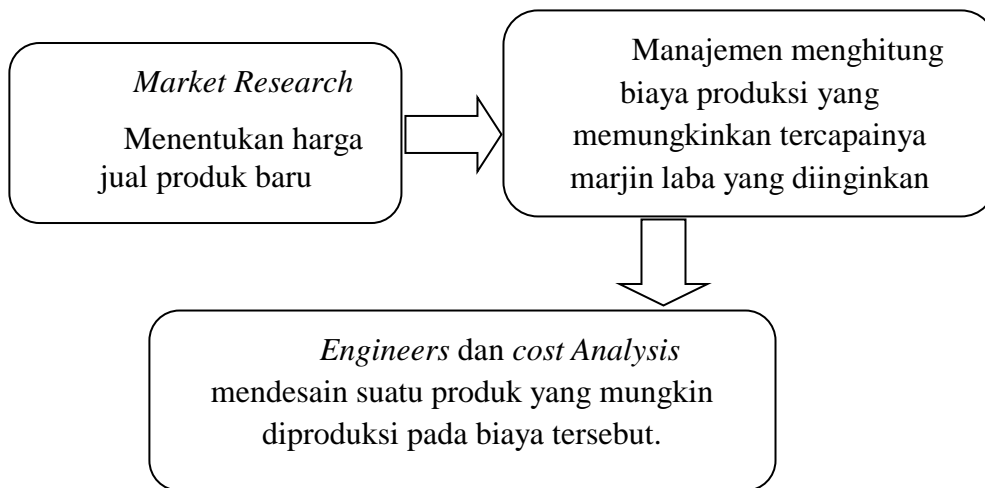 Market Research
Menentukan harga
jual produk baru
Manajemen menghitung
biaya produksi yang
memungkinkan tercapainya
marjin laba yang diinginkan
Engineers dan cost Analysis
mendesain suatu produk yang mungkin
diproduksi pada biaya tersebut.